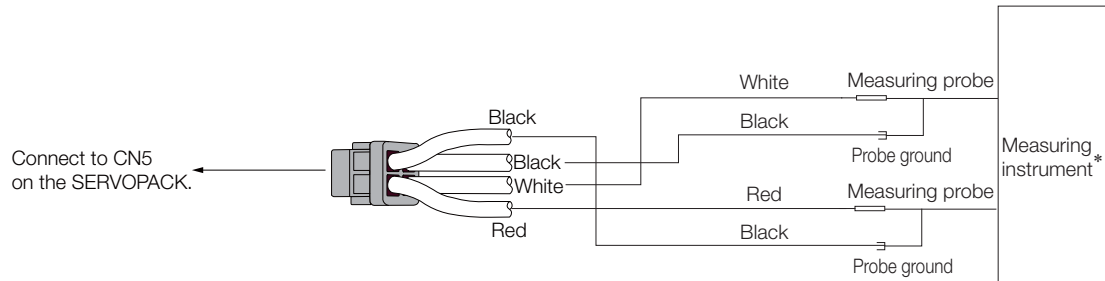 White
Measuring probe
Black
Black
Probe ground
Connect to CN5
on the SERVOPACK.
Black
White
Measuring
instrument*
Red
Measuring probe
Red
Black
Probe ground